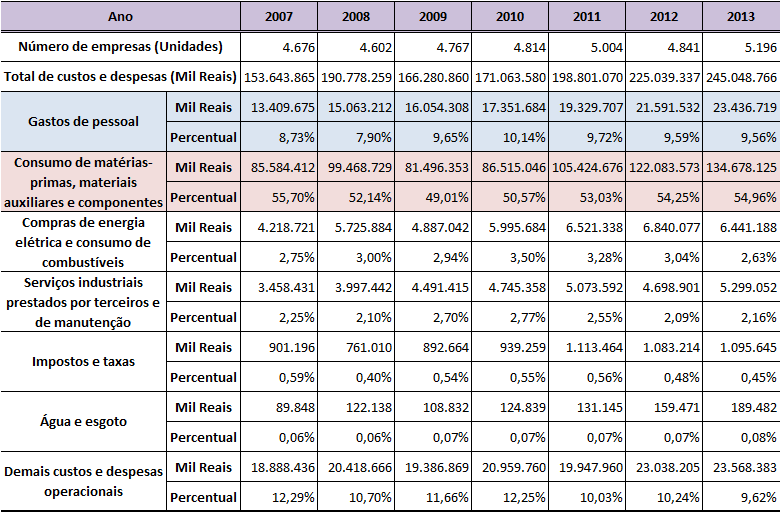 Ano 2007 2008 2009 2010 2011 2012 2013
Número de empresas (Unidades) 4.676 4.602 4.767 4.814 5.004 4.841 5.196
Total de custos e despesas (Mil Reais) 153.643.865 190.778.259 166.280.860 171.063.580 198.801.070 225.039.337 245.048.766
Gastos de pessoal
Mil Reais 13.409.675 15.063.212 16.054.308 17.351.684 19.329.707 21.591.532 23.436.719
Percentual 8,73% 7,90% 9,65% 10,14% 9,72% 9,59% 9,56%
Consumo de matérias-
primas, materiais
auxiliares e componentes
Mil Reais 85.584.412 99.468.729 81.496.353 86.515.046 105.424.676 122.083.573 134.678.125
Percentual 55,70% 52,14% 49,01% 50,57% 53,03% 54,25% 54,96%
Compras de energia
elétrica e consumo de
combustíveis
Mil Reais 4.218.721 5.725.884 4.887.042 5.995.684 6.521.338 6.840.077 6.441.188
Percentual 2,75% 3,00% 2,94% 3,50% 3,28% 3,04% 2,63%
Serviços industriais
prestados por terceiros e
de manutenção
Mil Reais 3.458.431 3.997.442 4.491.415 4.745.358 5.073.592 4.698.901 5.299.052
Percentual 2,25% 2,10% 2,70% 2,77% 2,55% 2,09% 2,16%
Impostos e taxas
Mil Reais 901.196 761.010 892.664 939.259 1.113.464 1.083.214 1.095.645
Percentual 0,59% 0,40% 0,54% 0,55% 0,56% 0,48% 0,45%
Água e esgoto
Mil Reais 89.848 122.138 108.832 124.839 131.145 159.471 189.482
Percentual 0,06% 0,06% 0,07% 0,07% 0,07% 0,07% 0,08%
Demais custos e despesas
operacionais
Mil Reais 18.888.436 20.418.666 19.386.869 20.959.760 19.947.960 23.038.205 23.568.383
Percentual 12,29% 10,70% 11,66% 12,25% 10,03% 10,24% 9,62%